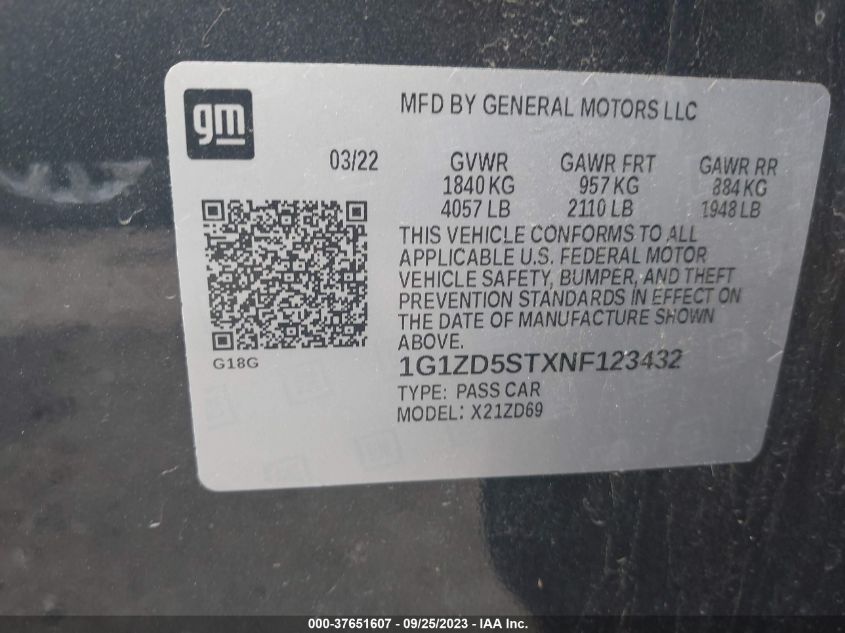 gm
MFD BY GENERAL MOTORS LLC
03/22 GVWR GAWR FRT GAWR RR
1840 KG 957 KG 884 KG
4057 LB 2110 LB 1948 LB
THIS VEHICLE CONFORMS TO ALL
APPLICABLE U.S. FEDERAL MOTOR
VEHICLE SAFETY, BUMPER, AND THEFT
PREVENTION STANDARDS IN EFFECT ON
THE DATE OF MANUFACTURE SHOWN
ABOVE.
G18G
1G1ZD5STXNF123432
TYPE: PASS CAR
MODEL: X21ZD69
000-37651607 / 09/25/2023 - IAA Inc.